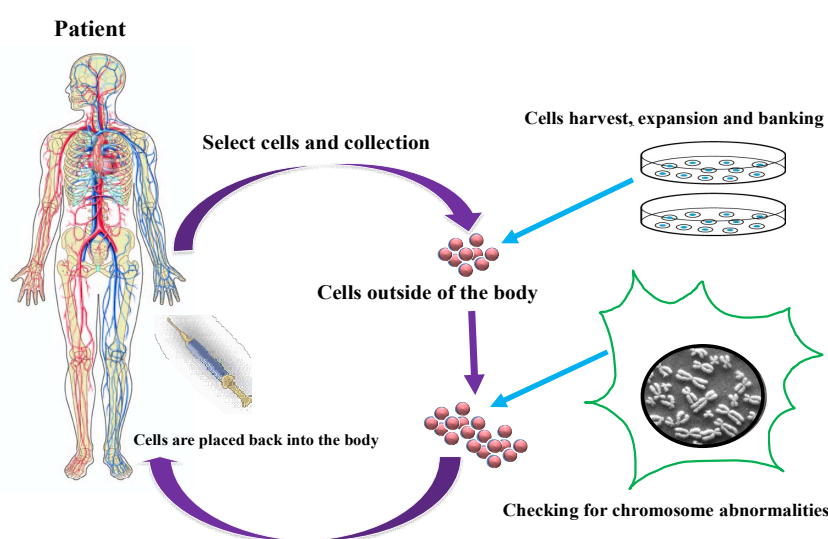 Patient
Cells harvest, expansion and banking
Select cells and collection
Cells outside of the body
Cells are placed back into the body
Checking for chromosome abnormalities